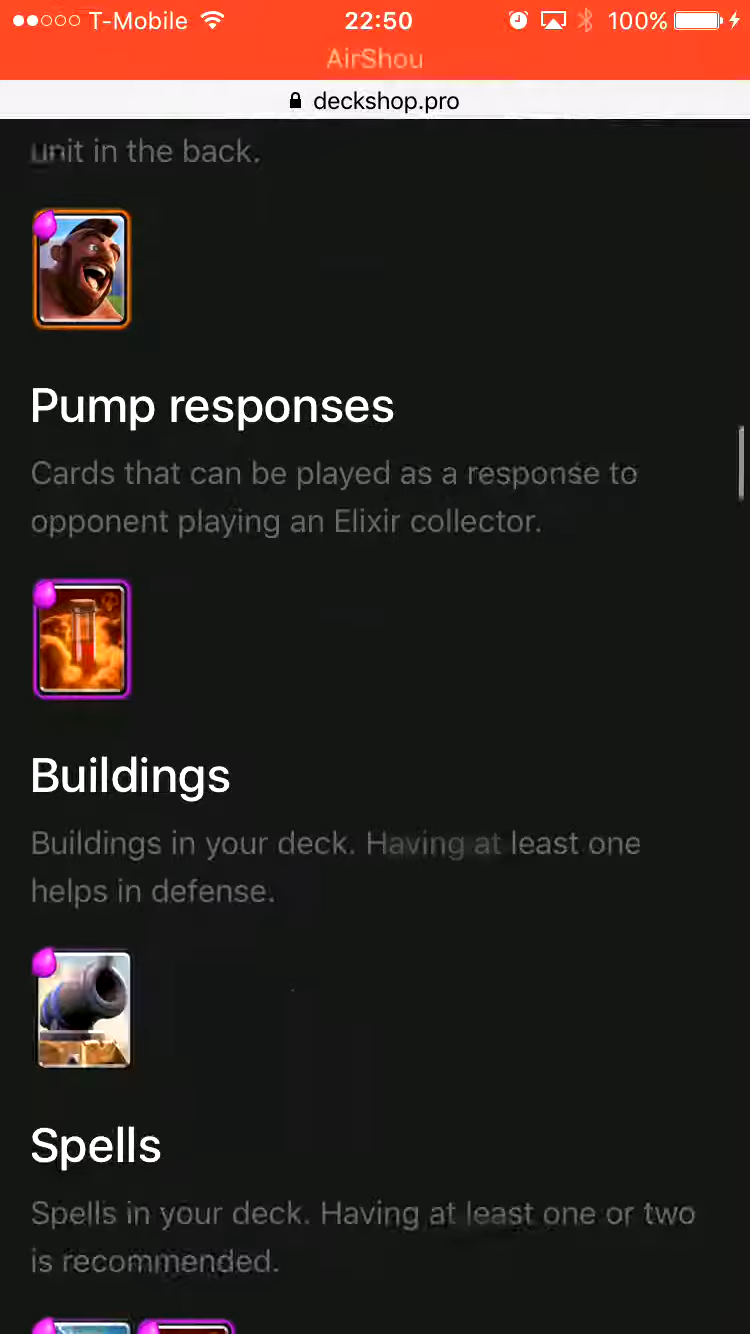 T-Mobile 22:50 100%
AirShou
deckshop.pro
unit in the back.
Pump responses
Cards that can be played as a response to
opponent playing an Elixir collector.
Buildings
Buildings in your deck. Having at least one
helps in defense.
Spells
Spells in your deck. Having at least one or two
is recommended.